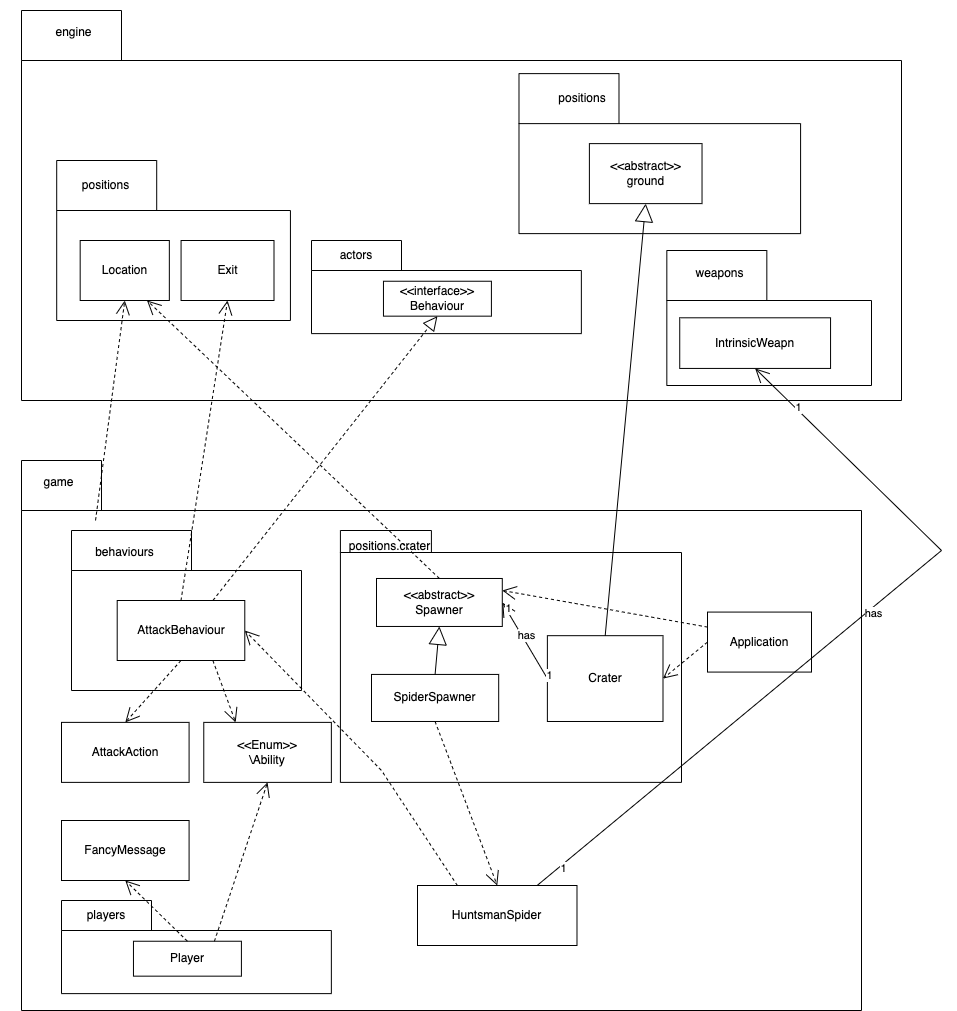 engine
positions
<<abstract>>
ground
positions
Location
Exit
actors
<<interface>>
Behaviour
weapons
IntrinsicWeapn
1
game
behaviours
AttackBehaviour
positions.crater
<<abstract>>
Spawner
1
has
1
Crater
SpiderSpawner
Application
has
AttackAction
<<Enum>>
\Ability
FancyMessage
players
Player
1
HuntsmanSpider